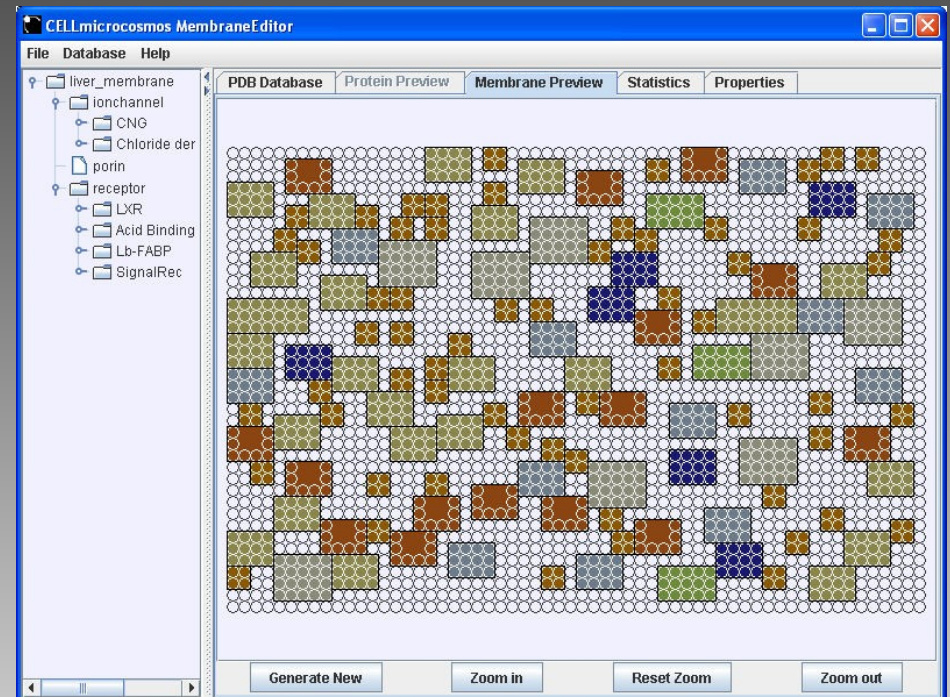 CELLmicrocosmos MembraneEditor
File Database Help
liver_membrane
ionchannel
CNG
Chloride der
porin
receptor
LXR
Acid Binding
Lb-FABP
SignalRec
PDB Database Protein Preview Membrane Preview Statistics Properties
Generate New Zoom in Reset Zoom Zoom out